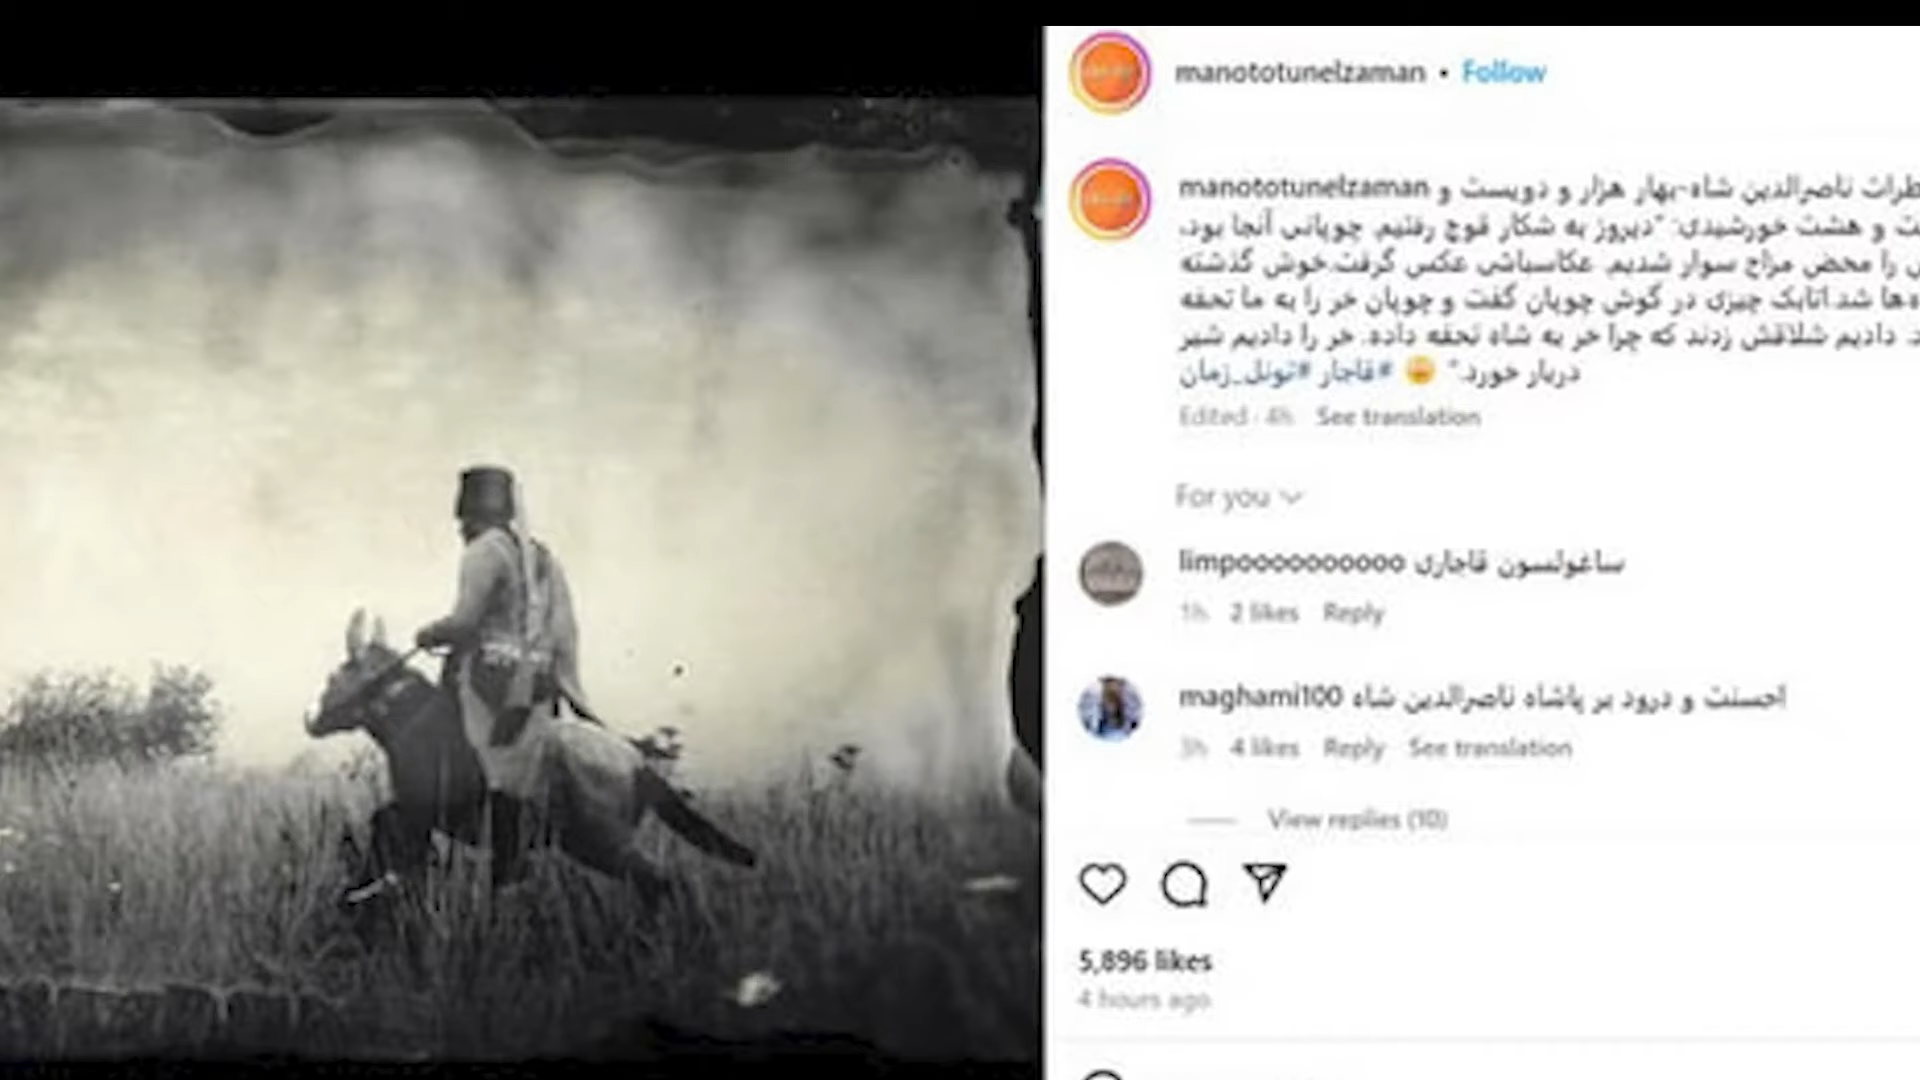 manototunelzaman • Follow
manototunelzaman ناصرالدین شاه-بهار هزار و دویست و
و هشت خورشیدی: "دیروز به شکار قوچ رفتیم. چوپانی آنجا بود،
را محض مزاح سوار شدیم. عکاسباشی عکس گرفت.خوش گذشته
شد.اتابک چیزی در گوش چوپان گفت و چوپان خر را به ما تحفه
دادیم شلاقش زدند که چرا خر به شاه تحفه داده. خر را دادیم شیر
دربار خورد." 😄 #قاجار #تونل_زمان
Edited · 4h See translation
For you
limpooooooooooo ساغولسون قاجاری
1h 2 likes Reply
maghami100 احسنت و درود بر پاشاه ناصرالدین شاه
3h 4 likes Reply See translation
View replies (10)
5,896 likes
4 hours ago